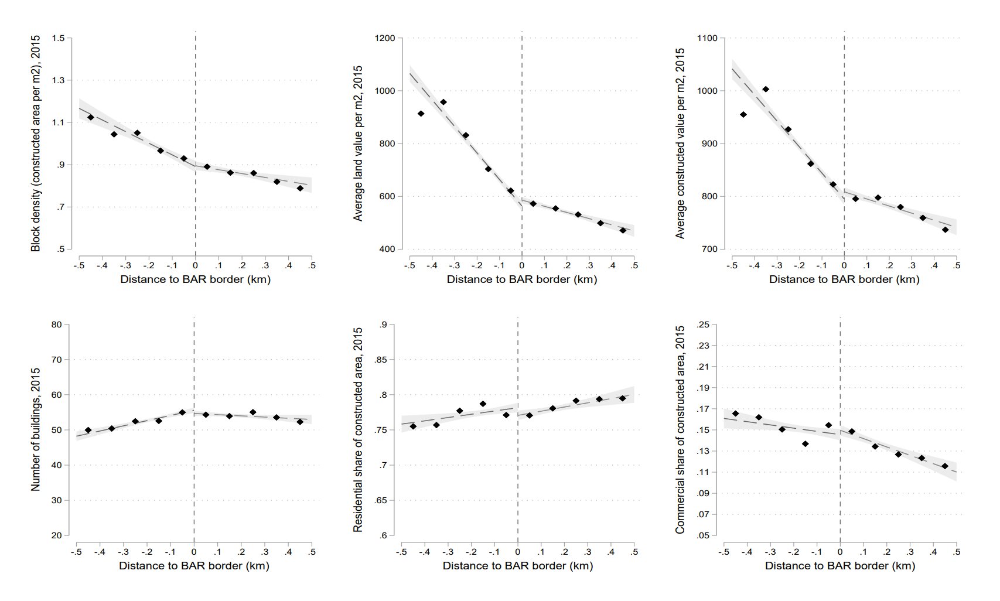 Block density (constructed area per m2), 2015
1.5
1.3
1.1
.9
.7
.5
-.5 -.4 -.3 -.2 -.1 0 .1 .2 .3 .4 .5
Distance to BAR border (km)
Average land value per m2, 2015
1200
1000
800
600
400
-.5 -.4 -.3 -.2 -.1 0 .1 .2 .3 .4 .5
Distance to BAR border (km)
Average constructed value per m2, 2015
1100
1000
900
800
700
-.5 -.4 -.3 -.2 -.1 0 .1 .2 .3 .4 .5
Distance to BAR border (km)
Number of buildings, 2015
80
70
60
50
40
30
20
-.5 -.4 -.3 -.2 -.1 0 .1 .2 .3 .4 .5
Distance to BAR border (km)
Residential share of constructed area, 2015
.9
.85
.8
.75
.7
.65
.6
-.5 -.4 -.3 -.2 -.1 0 .1 .2 .3 .4 .5
Distance to BAR border (km)
Commercial share of constructed area, 2015
.25
.23
.21
.19
.17
.15
.13
.11
.09
.07
.05
-.5 -.4 -.3 -.2 -.1 0 .1 .2 .3 .4 .5
Distance to BAR border (km)